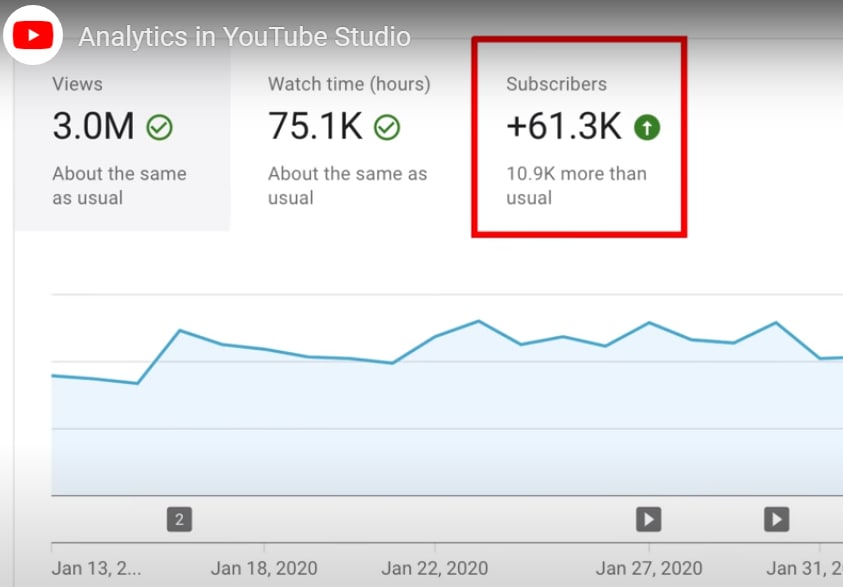 Analytics in YouTube Studio
Views
3.0M
About the same
as usual
Watch time (hours)
75.1K
About the same as
usual
Subscribers
+61.3K
10.9K more than
usual
2
Jan 13, 2...
Jan 18, 2020
Jan 22, 2020
Jan 27, 2020
Jan 31, 2